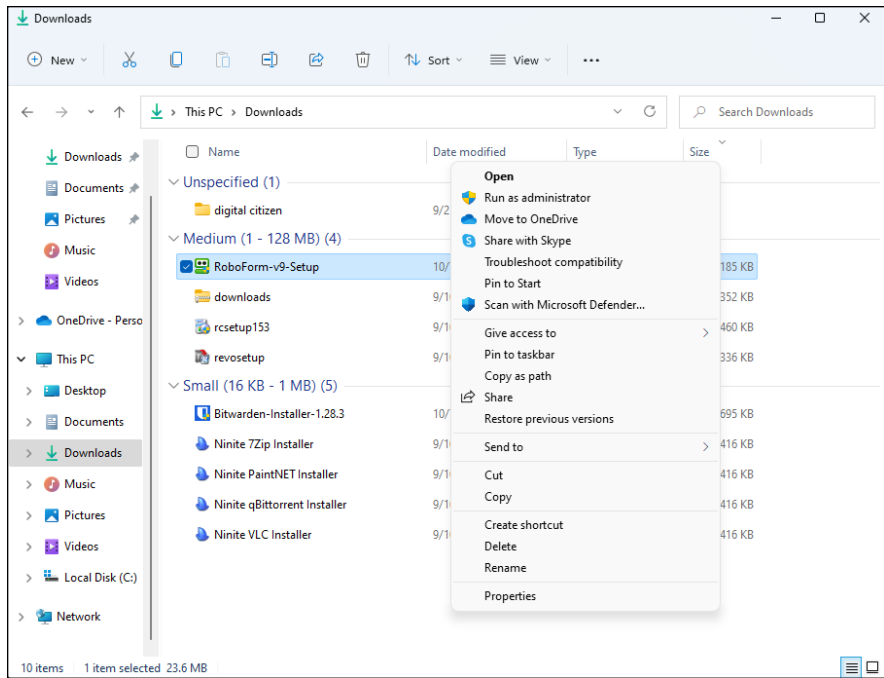 Downloads
New Sort View ...
This PC > Downloads Search Downloads
Name Date modified Type Size
Downloads
Documents
Pictures
Music
Videos
OneDrive - Perso
This PC
Desktop
Documents
Downloads
Music
Pictures
Videos
Local Disk (C:)
Network
Unspecified (1)
digital citizen 9/2
Medium (1 - 128 MB) (4)
RoboForm-v9-Setup 10/ 185 KB
downloads 9/1 352 KB
rcsetup153 9/1 460 KB
revosetup 9/1 336 KB
Small (16 KB - 1 MB) (5)
Bitwarden-Installer-1.28.3 10/ 695 KB
Ninite 7Zip Installer 9/1 416 KB
Ninite PaintNET Installer 9/1 416 KB
Ninite qBittorrent Installer 9/1 416 KB
Ninite VLC Installer 9/1 416 KB
Open
Run as administrator
Move to OneDrive
Share with Skype
Troubleshoot compatibility
Pin to Start
Scan with Microsoft Defender...
Give access to
Pin to taskbar
Copy as path
Share
Restore previous versions
Send to
Cut
Copy
Create shortcut
Delete
Rename
Properties
10 items 1 item selected 23.6 MB